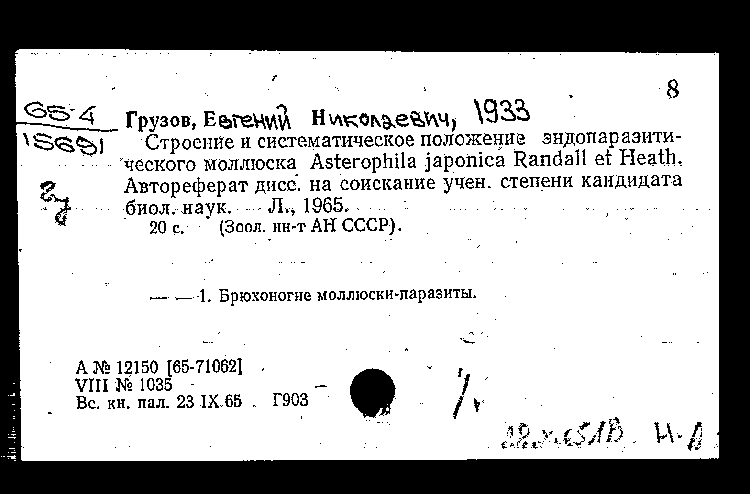 8
65-4
15691
Грузов, Евгений Николаевич, 1933
Строение и систематическое положение эндопаразити-
ческого моллюска Asterophila japonica Randall et Heath.
Автореферат дисс. на соискание учен. степени кандидата
биол. наук. Л., 1965.
20 с. (Зоол. ин-т АН СССР).
— — 1. Брюхоногие моллюски-паразиты.
А № 12150 [65-71062]
VIII № 1035
Вс. кн. пал. 23 IX.65 Г903
Н-В